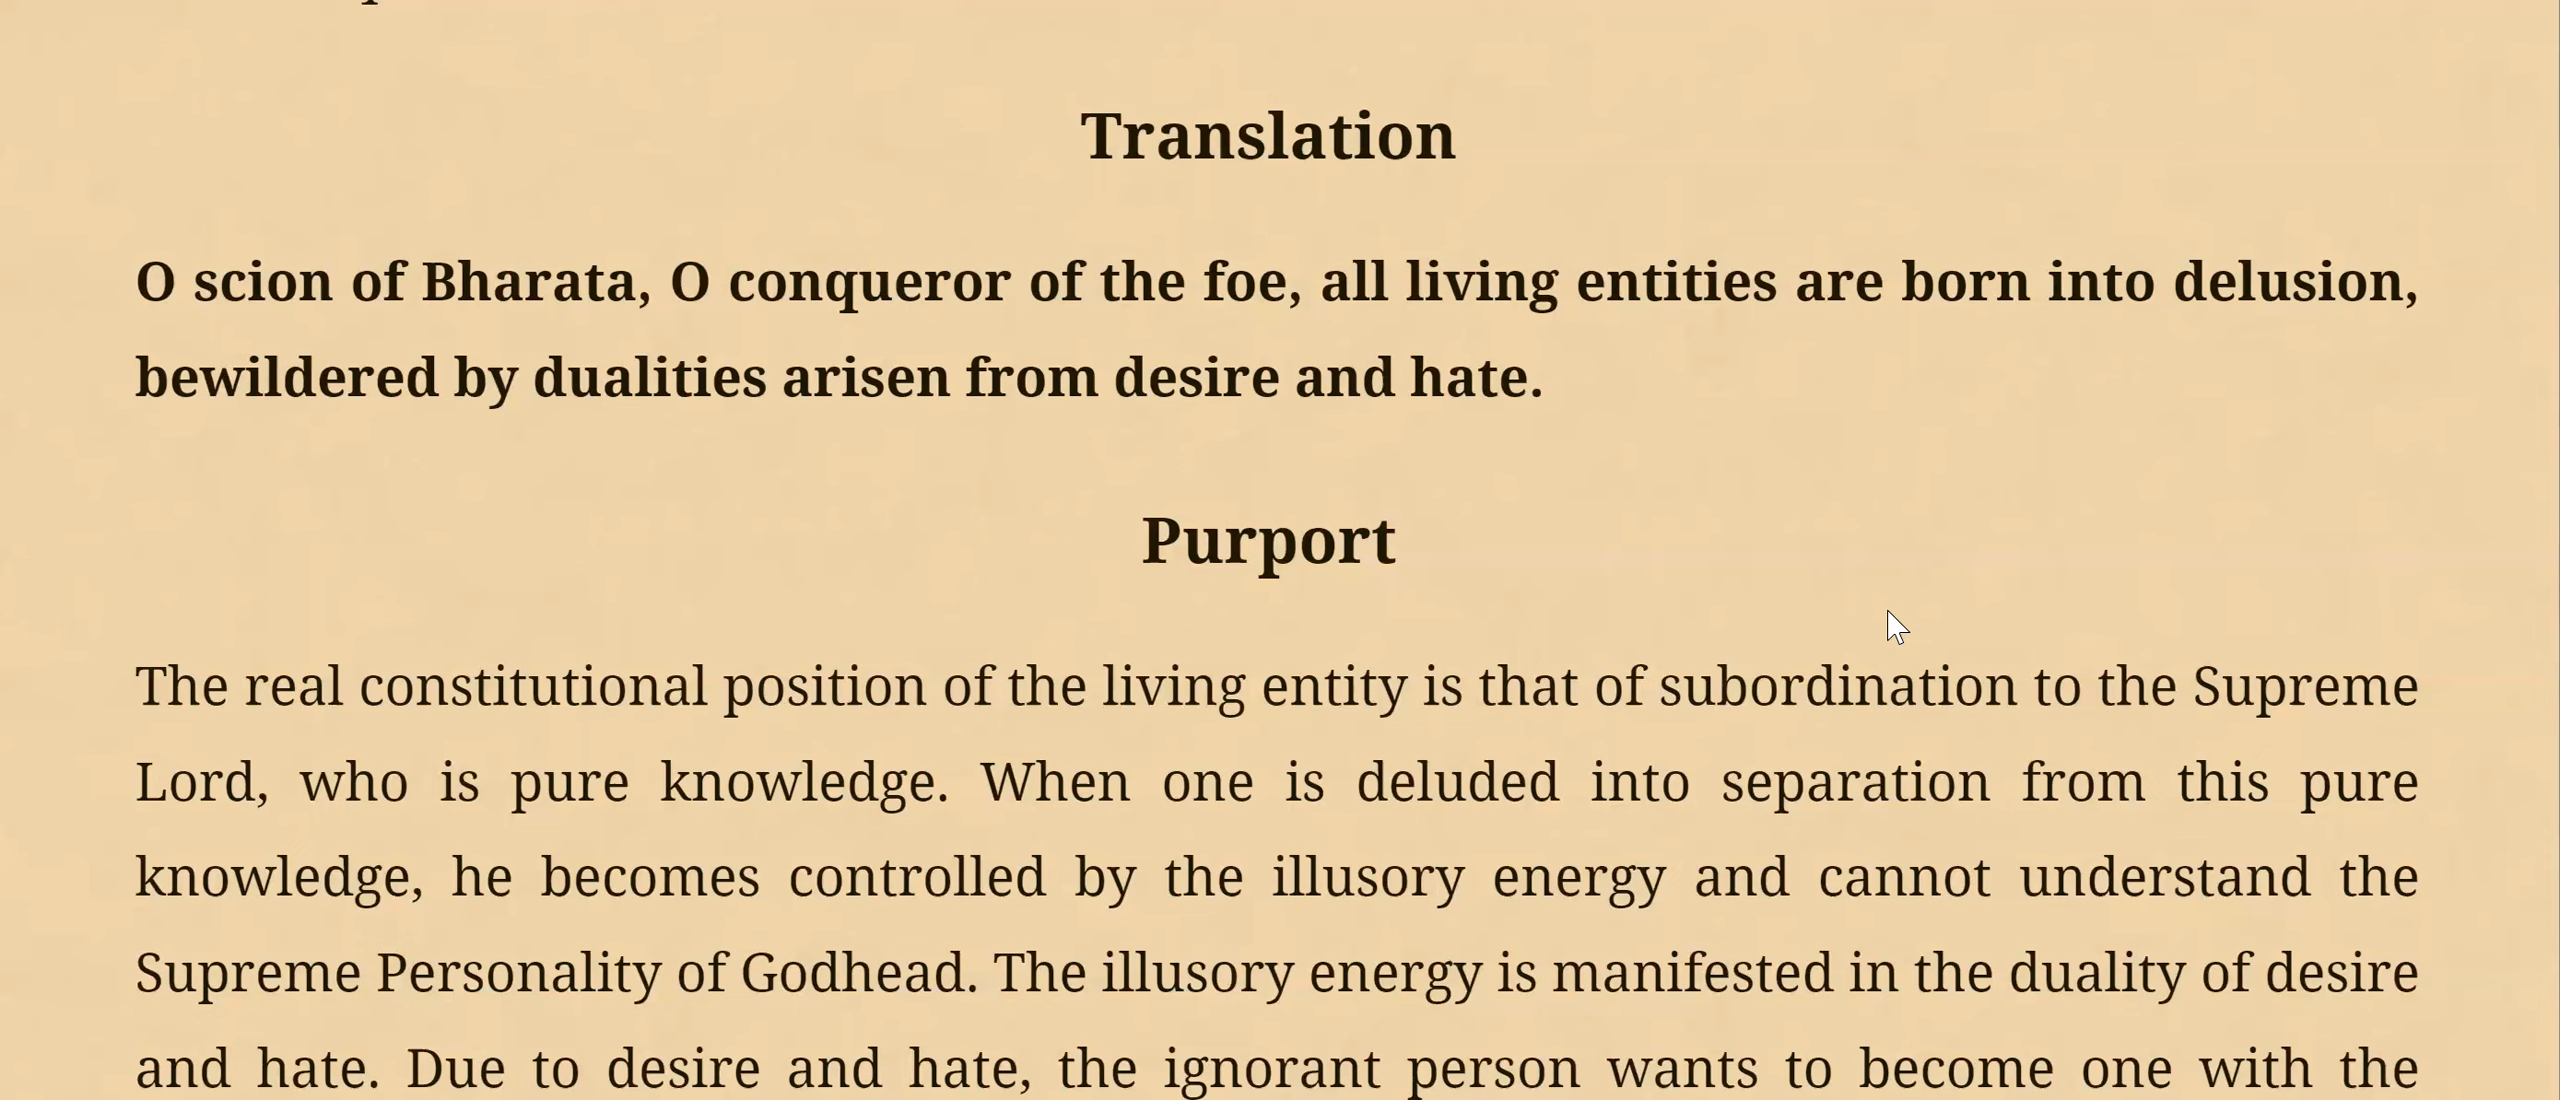 Translation
O scion of Bharata, O conqueror of the foe, all living entities are born into delusion,
bewildered by dualities arisen from desire and hate.
Purport
The real constitutional position of the living entity is that of subordination to the Supreme
Lord, who is pure knowledge. When one is deluded into separation from this pure
knowledge, he becomes controlled by the illusory energy and cannot understand the
Supreme Personality of Godhead. The illusory energy is manifested in the duality of desire
and hate. Due to desire and hate, the ignorant person wants to become one with the